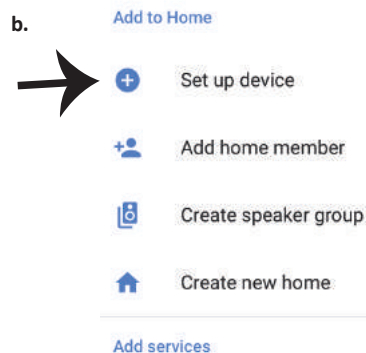 Add to Home
b.
Set up device
Add home member
Create speaker group
Create new home
Add services